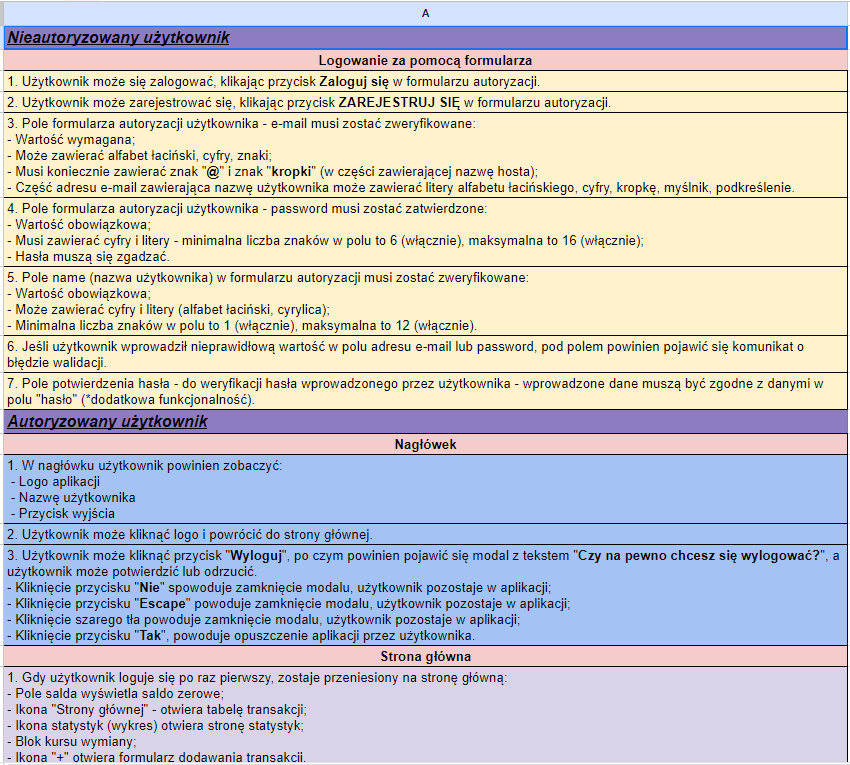 A
Nieautoryzowany użytkownik
Logowanie za pomocą formularza
1. Użytkownik może się zalogować, klikając przycisk Zaloguj się w formularzu autoryzacji.
2. Użytkownik może zarejestrować się, klikając przycisk ZAREJESTRUJ SIĘ w formularzu autoryzacji.
3. Pole formularza autoryzacji użytkownika - e-mail musi zostać zweryfikowane:
- Wartość wymagana;
- Może zawierać alfabet łaciński, cyfry, znaki;
- Musi koniecznie zawierać znak "@" i znak "kropki" (w części zawierającej nazwę hosta);
- Część adresu e-mail zawierająca nazwę użytkownika może zawierać litery alfabetu łacińskiego, cyfry, kropkę, myślnik, podkreślenie.
4. Pole formularza autoryzacji użytkownika - password musi zostać zatwierdzone:
- Wartość obowiązkowa;
- Musi zawierać cyfry i litery - minimalna liczba znaków w polu to 6 (włącznie), maksymalna to 16 (włącznie);
- Hasła muszą się zgadzać.
5. Pole name (nazwa użytkownika) w formularzu autoryzacji musi zostać zweryfikowane:
- Wartość obowiązkowa;
- Może zawierać cyfry i litery (alfabet łaciński, cyrylica);
- Minimalna liczba znaków w polu to 1 (włącznie), maksymalna to 12 (włącznie).
6. Jeśli użytkownik wprowadził nieprawidłową wartość w polu adresu e-mail lub password, pod polem powinien pojawić się komunikat o
błędzie walidacji.
7. Pole potwierdzenia hasła - do weryfikacji hasła wprowadzonego przez użytkownika - wprowadzone dane muszą być zgodne z danymi w
polu "hasło" (*dodatkowa funkcjonalność).
Autoryzowany użytkownik
Nagłówek
1. W nagłówku użytkownik powinien zobaczyć:
- Logo aplikacji
- Nazwę użytkownika
- Przycisk wyjścia
2. Użytkownik może kliknąć logo i powrócić do strony głównej.
3. Użytkownik może kliknąć przycisk "Wyloguj", po czym powinien pojawić się modal z tekstem "Czy na pewno chcesz się wylogować?", a
użytkownik może potwierdzić lub odrzucić.
- Kliknięcie przycisku "Nie" spowoduje zamknięcie modalu, użytkownik pozostaje w aplikacji;
- Kliknięcie przycisku "Escape" powoduje zamknięcie modalu, użytkownik pozostaje w aplikacji;
- Kliknięcie szarego tła powoduje zamknięcie modalu, użytkownik pozostaje w aplikacji;
- Kliknięcie przycisku "Tak", powoduje opuszczenie aplikacji przez użytkownika.
Strona główna
1. Gdy użytkownik loguje się po raz pierwszy, zostaje przeniesiony na stronę główną:
- Pole salda wyświetla saldo zerowe;
- Ikona "Strony głównej" - otwiera tabelę transakcji;
- Ikona statystyk (wykres) otwiera stronę statystyk;
- Blok kursu wymiany;
- Ikona "+" otwiera formularz dodawania transakcji.